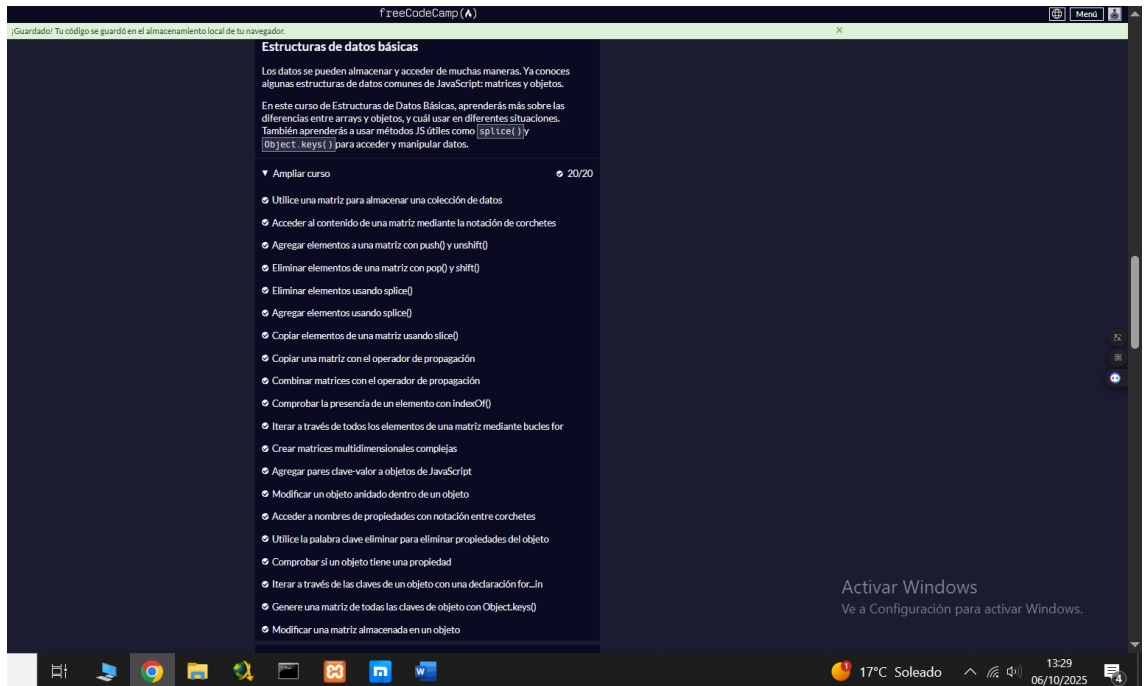 freeCodeCamp(🔥)
Menú
¡Guardado! Tu código se guardó en el almacenamiento local de tu navegador.
×
Estructuras de datos básicas
Los datos se pueden almacenar y acceder de muchas maneras. Ya conoces
algunas estructuras de datos comunes de JavaScript: matrices y objetos.
En este curso de Estructuras de Datos Básicas, aprenderás más sobre las
diferencias entre arrays y objetos, y cuál usar en diferentes situaciones.
También aprenderás a usar métodos JS útiles como splice() y
Object.keys() para acceder y manipular datos.
Ampliar curso 20/20
Utilice una matriz para almacenar una colección de datos
Acceder al contenido de una matriz mediante la notación de corchetes
Agregar elementos a una matriz con push() y unshift()
Eliminar elementos de una matriz con pop() y shift()
Eliminar elementos usando splice()
Agregar elementos usando splice()
Copiar elementos de una matriz usando slice()
Copiar una matriz con el operador de propagación
Combinar matrices con el operador de propagación
Comprobar la presencia de un elemento con indexOf()
Iterar a través de todos los elementos de una matriz mediante bucles for
Crear matrices multidimensionales complejas
Agregar pares clave-valor a objetos de JavaScript
Modificar un objeto anidado dentro de un objeto
Acceder a nombres de propiedades con notación entre corchetes
Utilice la palabra clave eliminar para eliminar propiedades del objeto
Comprobar si un objeto tiene una propiedad
Iterar a través de las claves de un objeto con una declaración for...in
Genere una matriz de todas las claves de objeto con Object.keys()
Modificar una matriz almacenada en un objeto
Activar Windows
Ve a Configuración para activar Windows.
1
17°C Soleado
13:29
06/10/2025
4